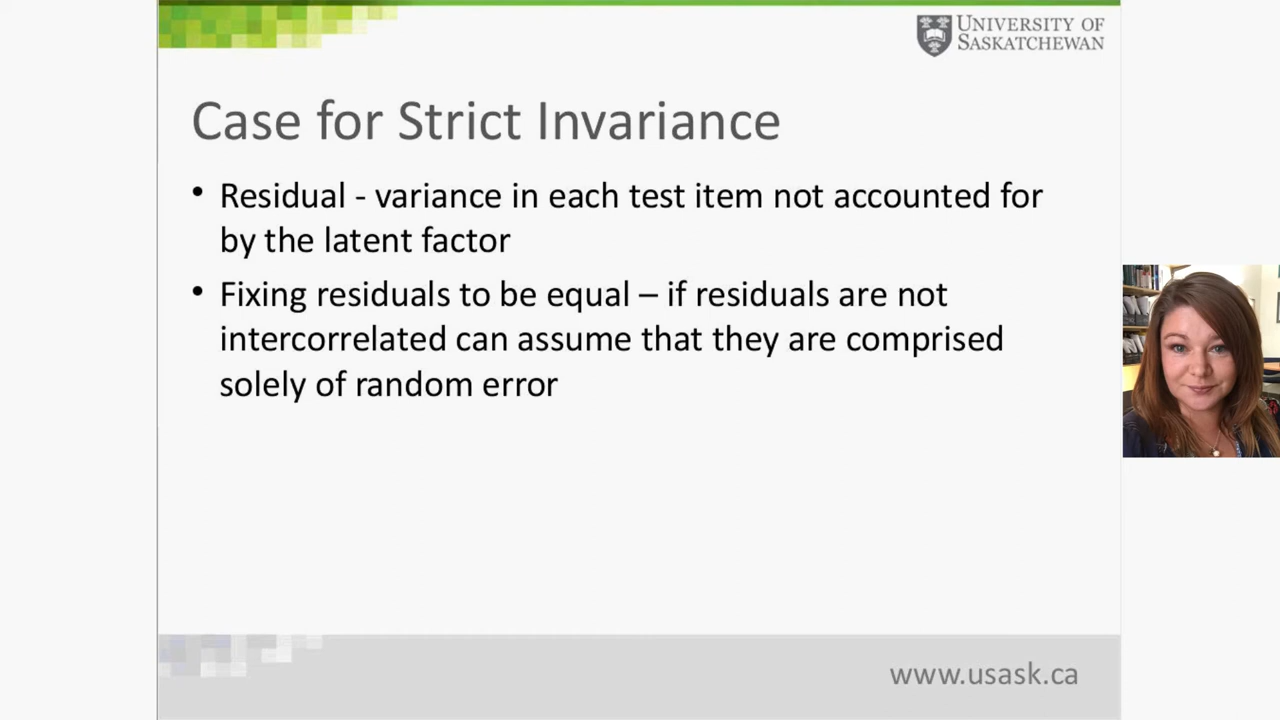 UNIVERSITY OF
SASKATCHEWAN
Case for Strict Invariance
• Residual - variance in each test item not accounted for
by the latent factor
• Fixing residuals to be equal – if residuals are not
intercorrelated can assume that they are comprised
solely of random error
www.usask.ca